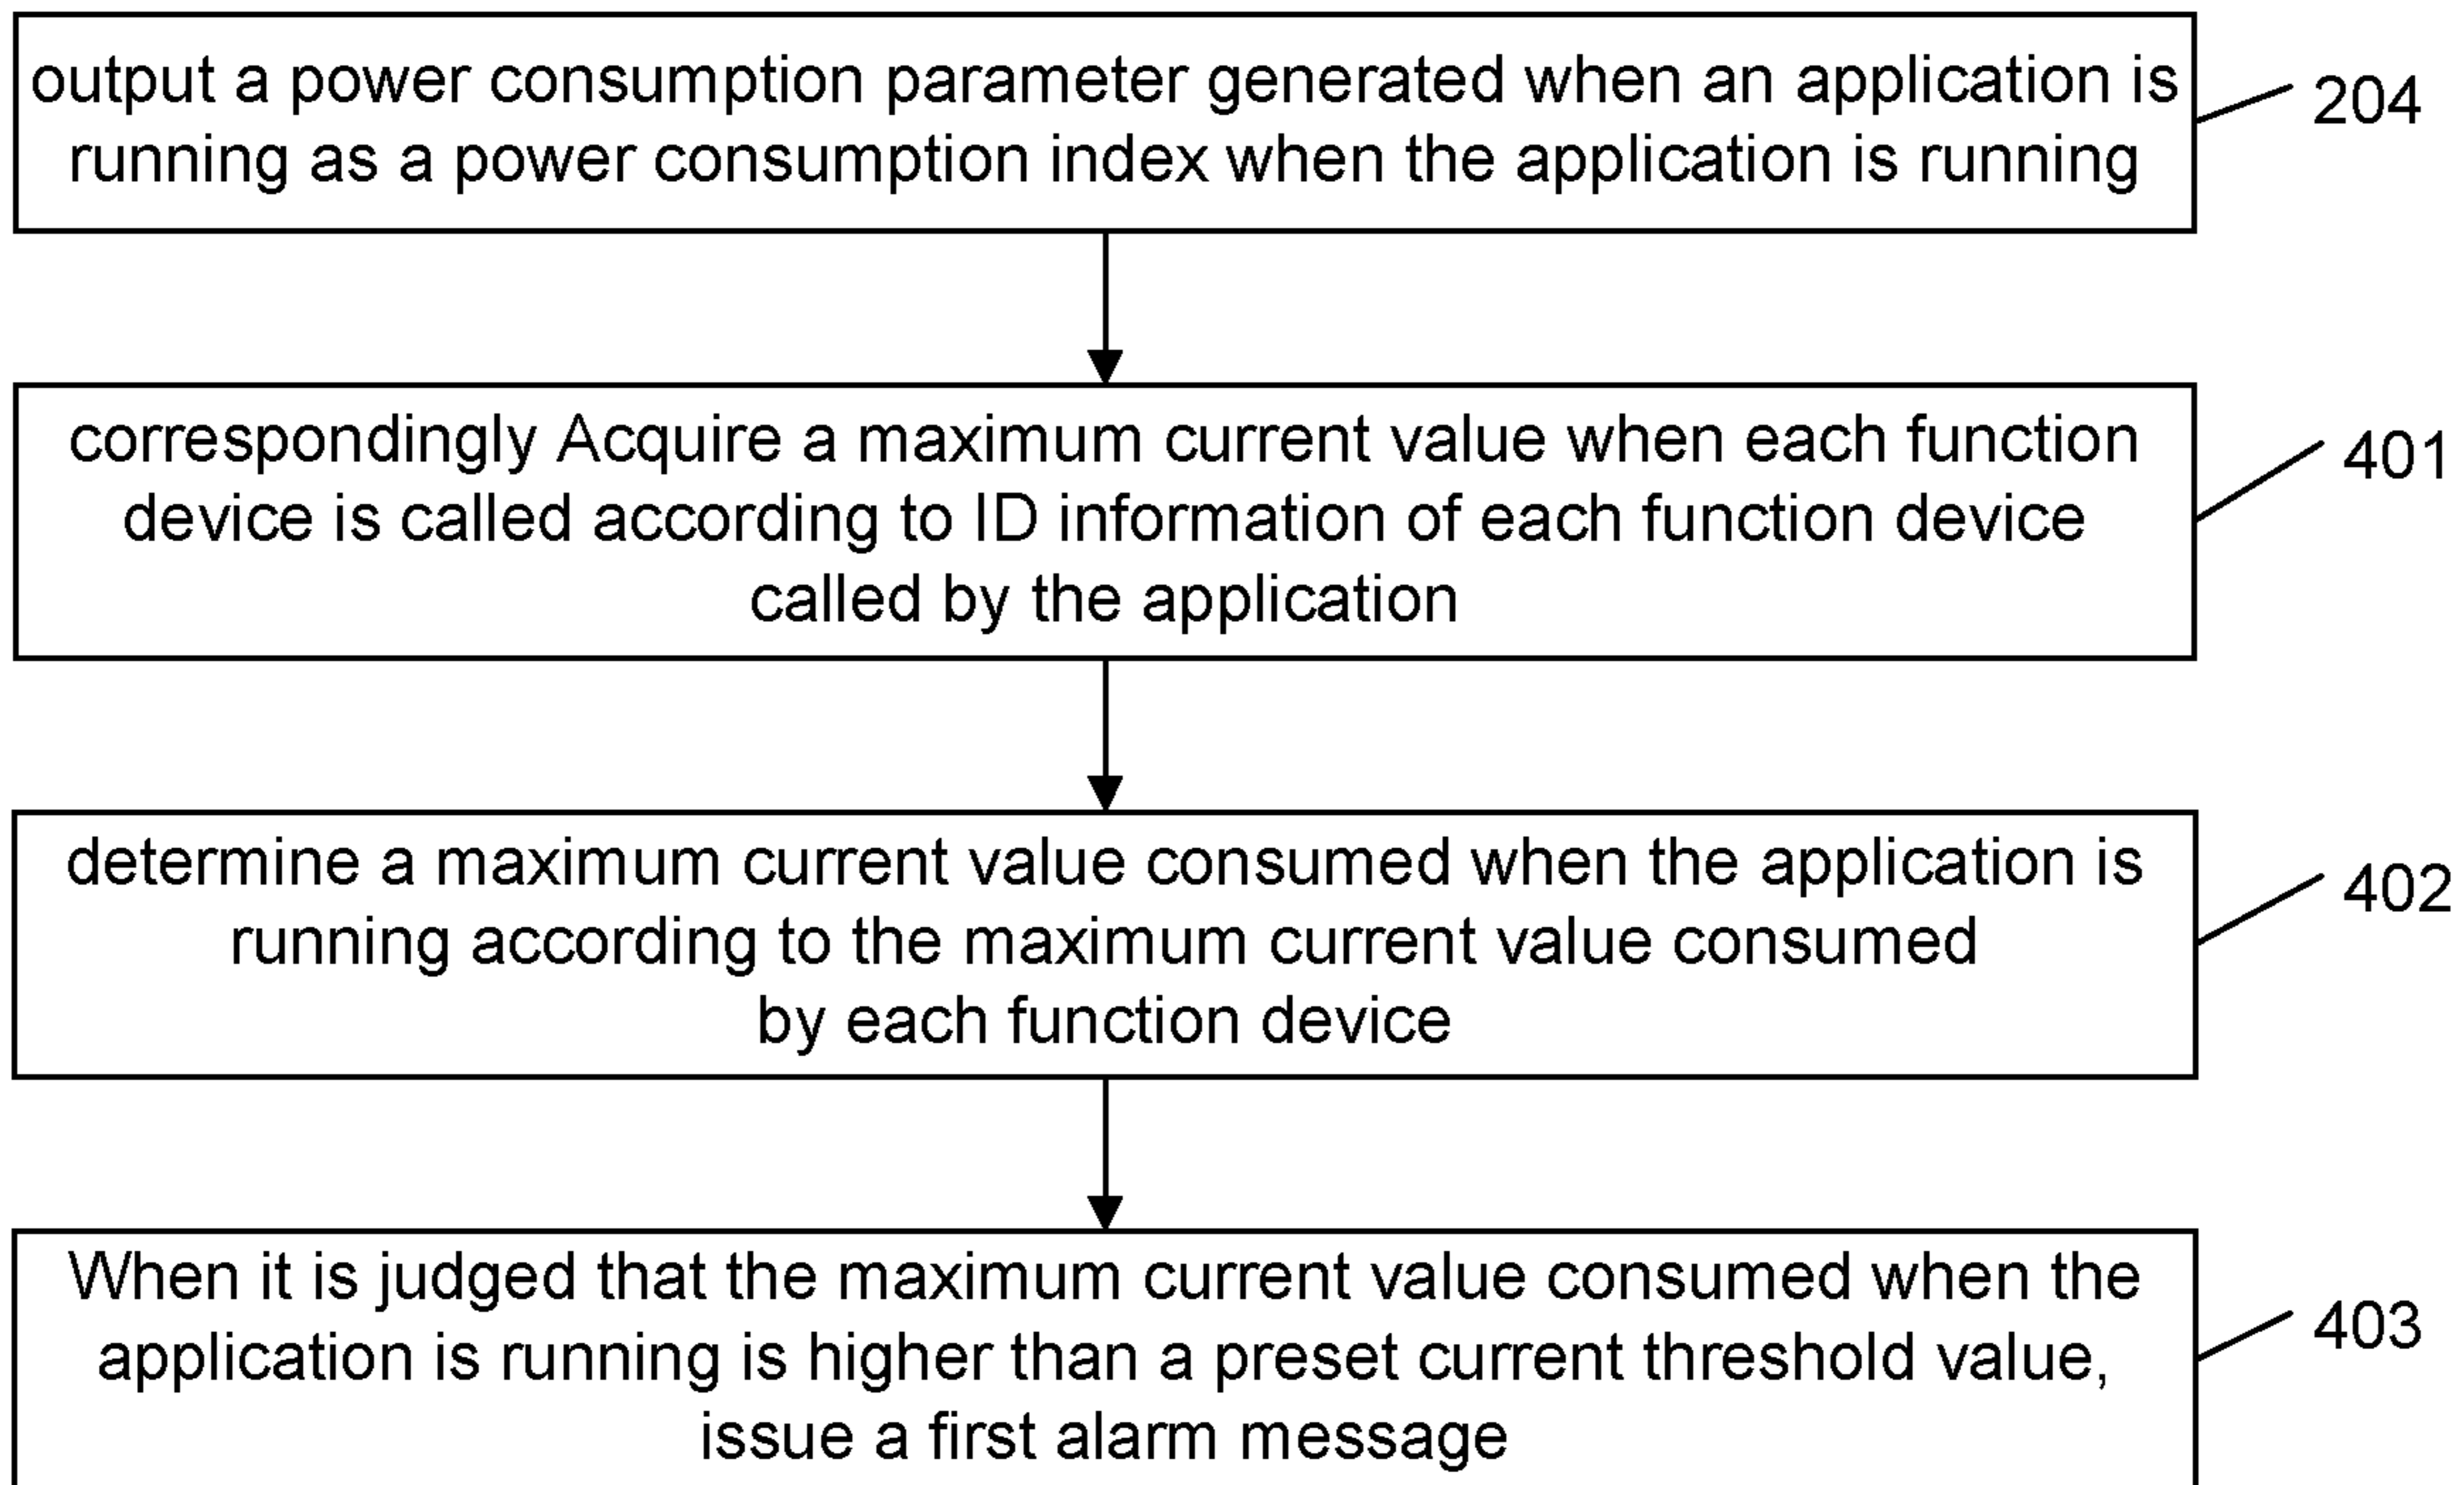 output a power consumption parameter generated when an application is
running as a power consumption index when the application is running
204
correspondingly Acquire a maximum current value when each function
device is called according to ID information of each function device
called by the application
401
determine a maximum current value consumed when the application is
running according to the maximum current value consumed
by each function device
402
When it is judged that the maximum current value consumed when the
application is running is higher than a preset current threshold value,
issue a first alarm message
403